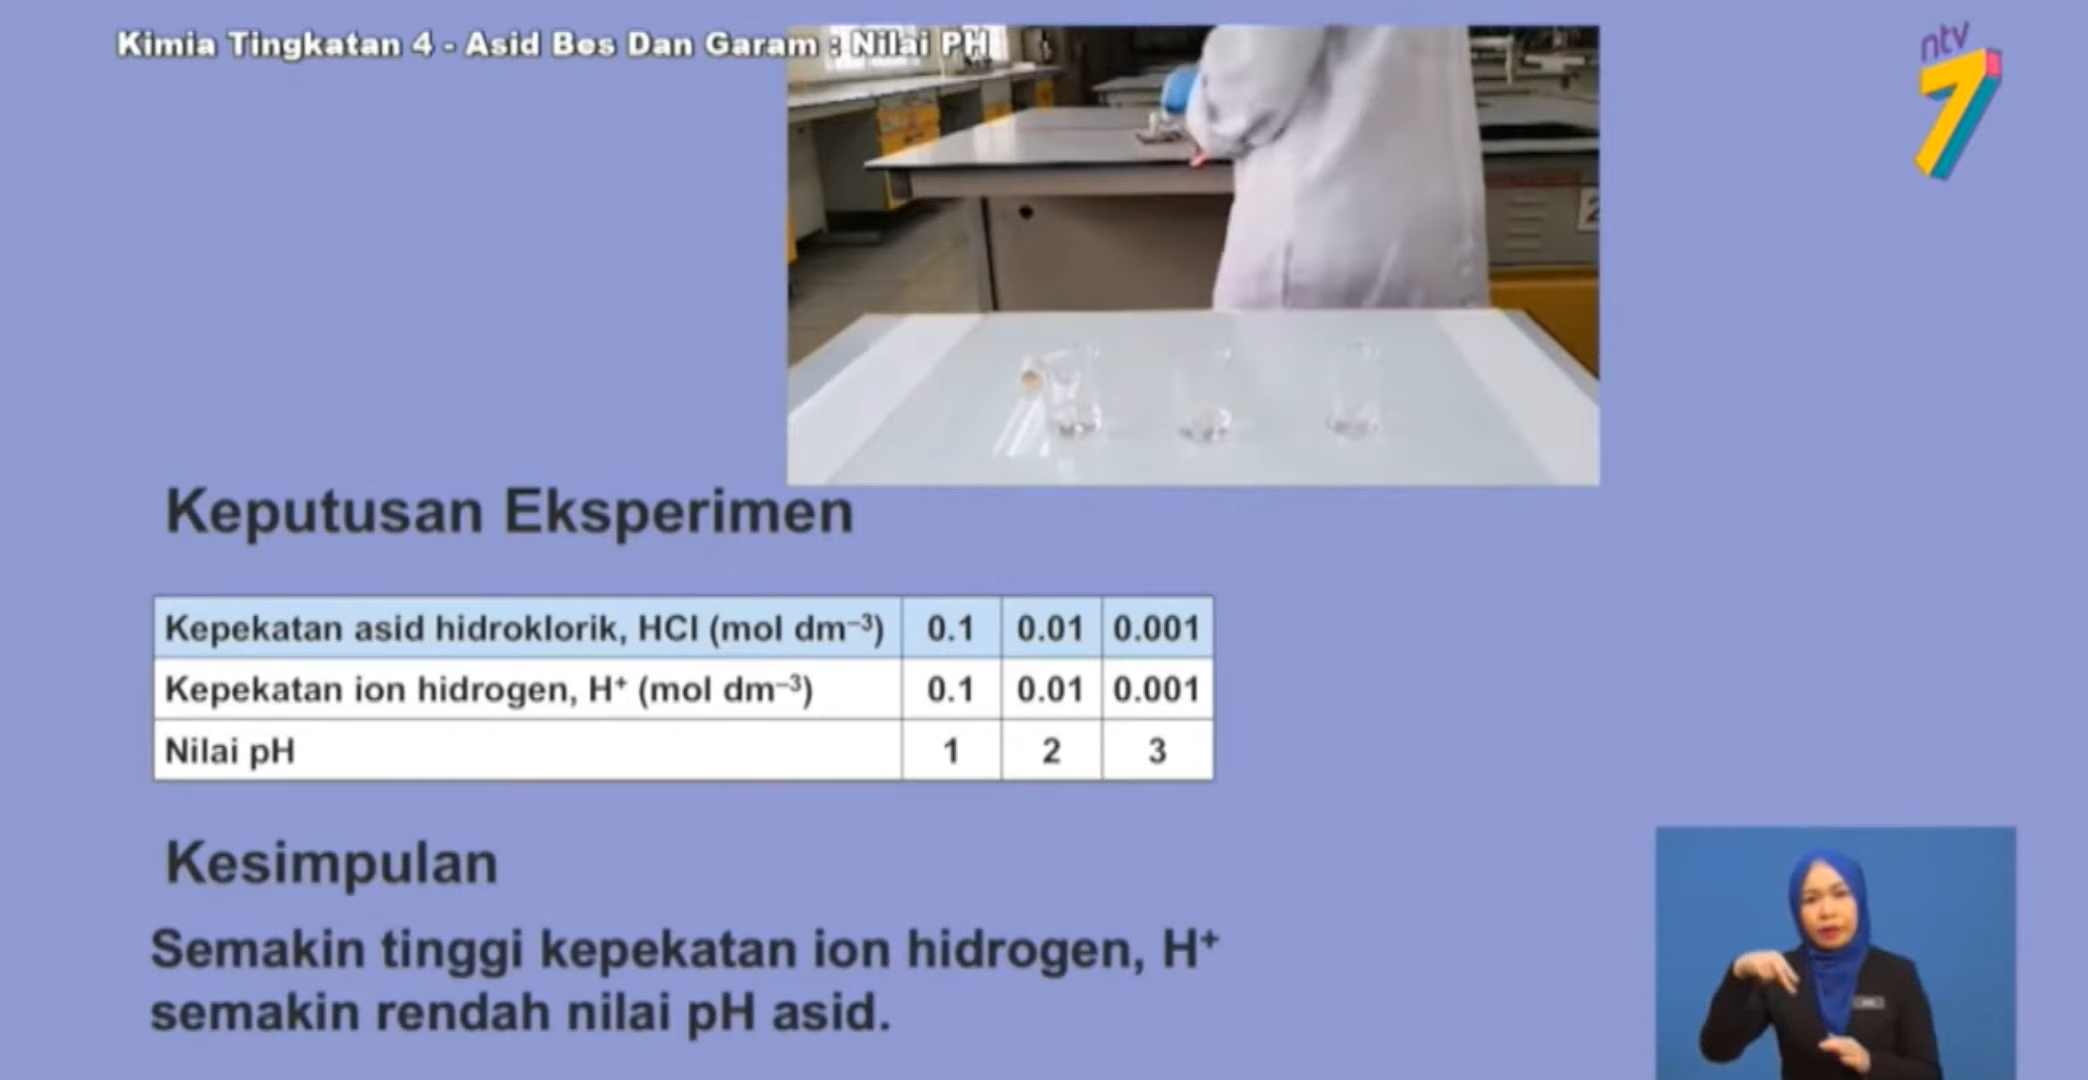 Kimia Tingkatan 4 - Asid Bes Dan Garam : Nilai PH
ntv
7
2
Keputusan Eksperimen
Kepekatan asid hidroklorik, HCl (mol dm⁻³) 0.1 0.01 0.001
Kepekatan ion hidrogen, H⁺ (mol dm⁻³) 0.1 0.01 0.001
Nilai pH 1 2 3
Kesimpulan
Semakin tinggi kepekatan ion hidrogen, H⁺
semakin rendah nilai pH asid.